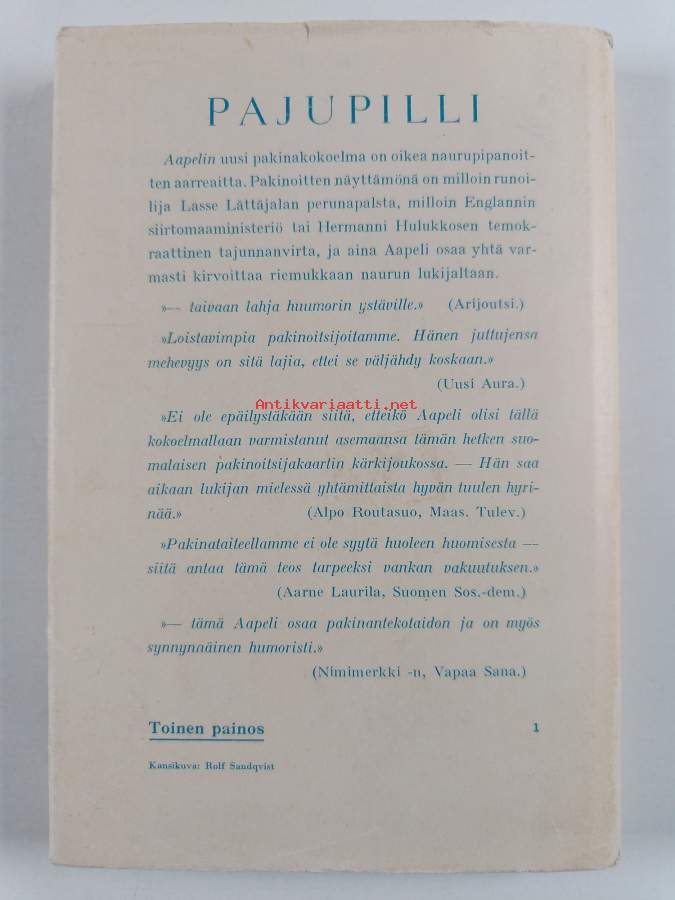 PAJUPILLI
Aapelin uusi pakinakokoelma on oikea naurupipanoit-
ten aarreaitta. Pakinoitten näyttämönä on milloin runoi-
lija Lasse Lättäjalan perunapalsta, milloin Englannin
siirtomaaministeriö tai Hermanni Hulukkosen temok-
raattinen tajunnanvirta, ja aina Aapeli osaa yhtä var-
masti kirvoittaa riemukkaan naurun lukijaltaan.
»— taivaan lahja huumorin ystäville.» (Arijoutsi.)
»Loistavimpia pakinoitsijoitamme. Hänen juttujensa
mehevyys on sitä lajia, ettei se väljähdy koskaan.»
(Uusi Aura.)
Antikvariaatti.net
»Ei ole epäilystäkään siitä, etteikö Aapeli olisi tällä
kokoelmallaan varmistanut asemaansa tämän hetken suo-
malaisen pakinoitsijakaartin kärkijoukossa. — Hän saa
aikaan lukijan mielessä yhtämittaista hyvän tuulen hyri-
nää.» (Alpo Routasuo, Maas. Tulev.)
»Pakinataiteellamme ei ole syytä huoleen huomisesta —
siitä antaa tämä teos tarpeeksi vankan vakuutuksen.»
(Aarne Laurila, Suomen Sos.-dem.)
»— tämä Aapeli osaa pakinantekotaidon ja on myös
synnynnäinen humoristi.»
(Nimimerkki -n, Vapaa Sana.)
Toinen painos 1
Kansikuva: Rolf Sandqvist